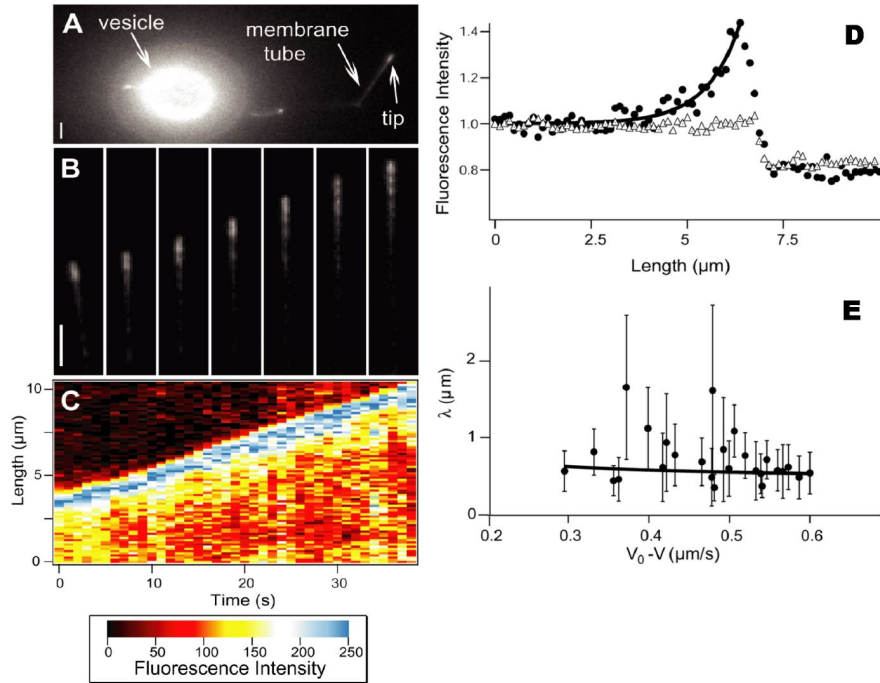 A
vesicle
membrane
tube
tip
B
C
Length (µm)
10
5
0
0
10
20
30
Time (s)
0
50
100
150
200
250
Fluorescence Intensity
D
Fluorescence Intensity
1.4
1.2
1.0
0.8
0
2.5
5
7.5
Length (µm)
E
λ (µm)
2
1
0
0.2
0.3
0.4
0.5
0.6
V₀-V (µm/s)